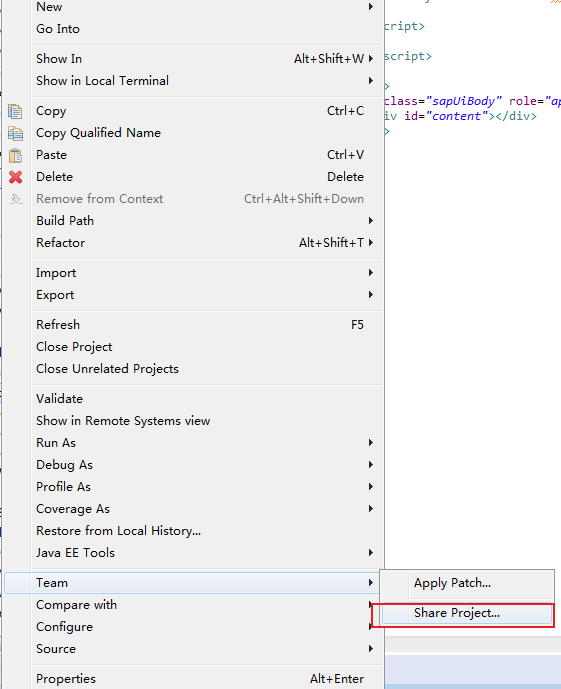 New
Go Into
Show In Alt+Shift+W
Show in Local Terminal
Copy Ctrl+C
Copy Qualified Name
Paste Ctrl+V
Delete Delete
Remove from Context Ctrl+Alt+Shift+Down
Build Path
Refactor Alt+Shift+T
Import
Export
Refresh F5
Close Project
Close Unrelated Projects
Validate
Show in Remote Systems view
Run As
Debug As
Profile As
Coverage As
Restore from Local History...
Java EE Tools
Team
Compare with
Configure
Source
Properties Alt+Enter
Apply Patch...
Share Project...
cript>
script>
>
class="sapUiBody" role="ap
iv id="content"></div>
>